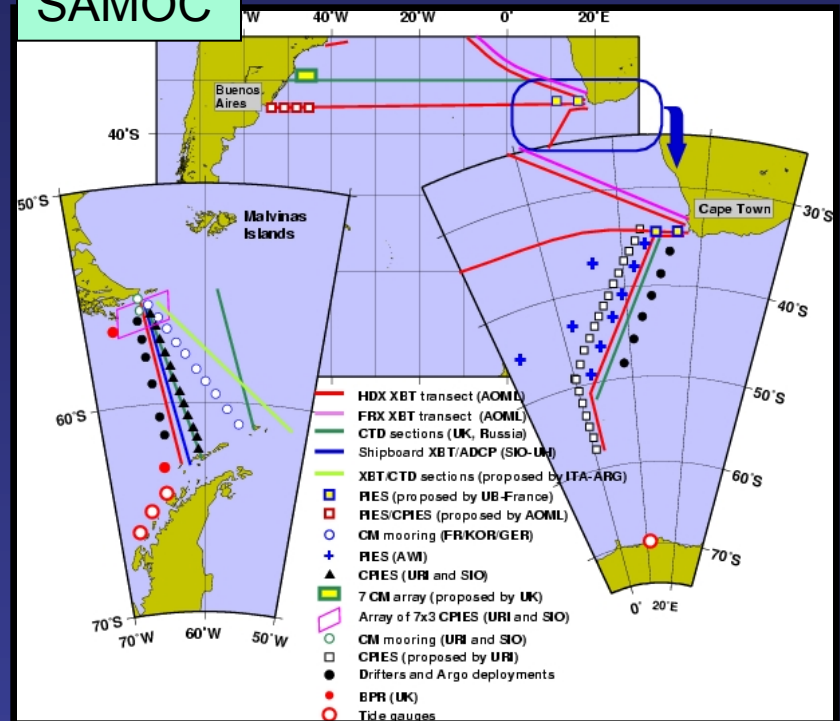 SAMOC
˚W 40˚W 20˚W 0˚ 20˚E
Buenos
Aires
40˚S
50˚S
Malvinas
Islands
Cape Town
30˚S
40˚S
50˚S
60˚S
60˚S
70˚S
0˚ 20˚E
70˚S
70˚W 60˚W 50˚W
HDX XBT transect (AOML)
FRX XBT transect (AOML)
CTD sections (UK, Russia)
Shipboard XBT/ADCP (SIO-UH)
XBT/CTD sections (proposed by ITA-ARG)
PIES (proposed by UB-France)
PIES/CPIES (proposed by AOML)
CM mooring (FR/KOR/GER)
PIES (AWI)
CPIES (URI and SIO)
7 CM array (proposed by UK)
Array of 7x3 CPIES (URI and SIO)
CM mooring (URI and SIO)
CPIES (proposed by URI)
Drifters and Argo deployments
BPR (UK)
Tide gauges